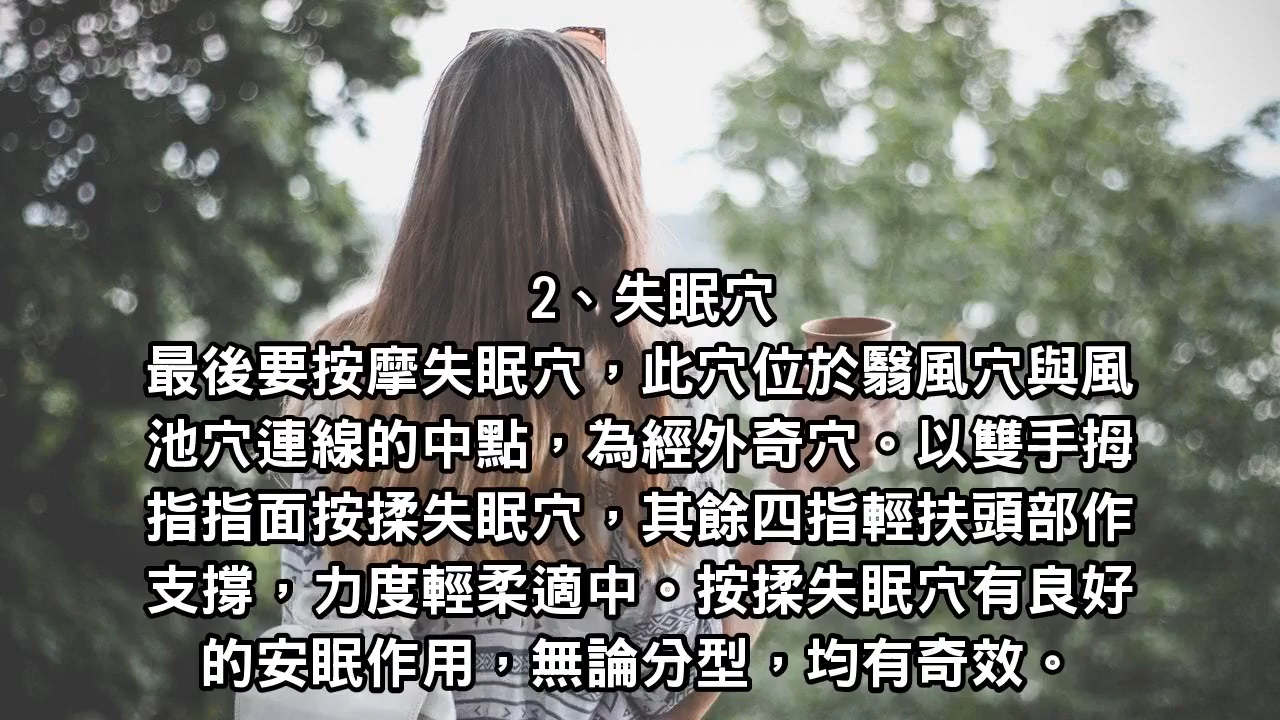 2、失眠穴
最後要按摩失眠穴，此穴位於翳風穴與風
池穴連線的中點，為經外奇穴。以雙手拇
指指面按揉失眠穴，其餘四指輕扶頭部作
支撐，力度輕柔適中。按揉失眠穴有良好
的安眠作用，無論分型，均有奇效。